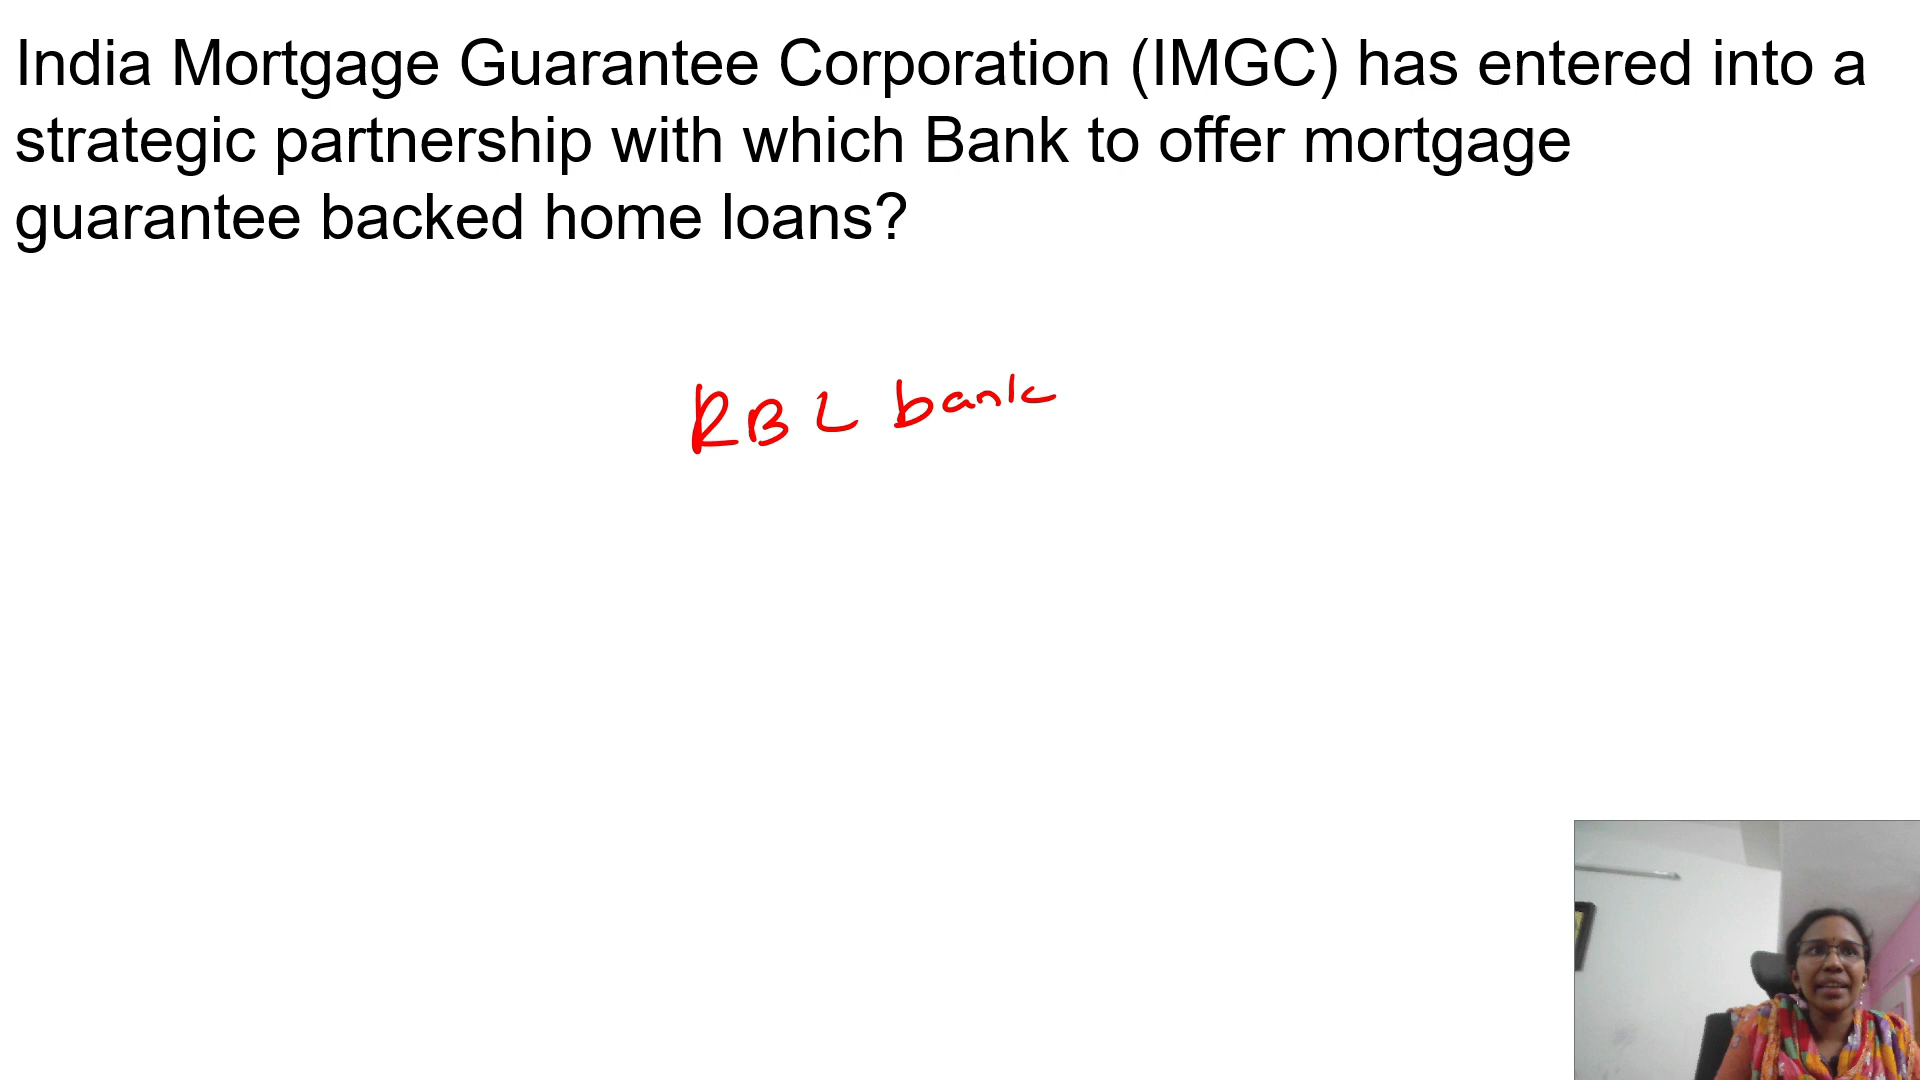 India Mortgage Guarantee Corporation (IMGC) has entered into a
strategic partnership with which Bank to offer mortgage
guarantee backed home loans?
RBL bank